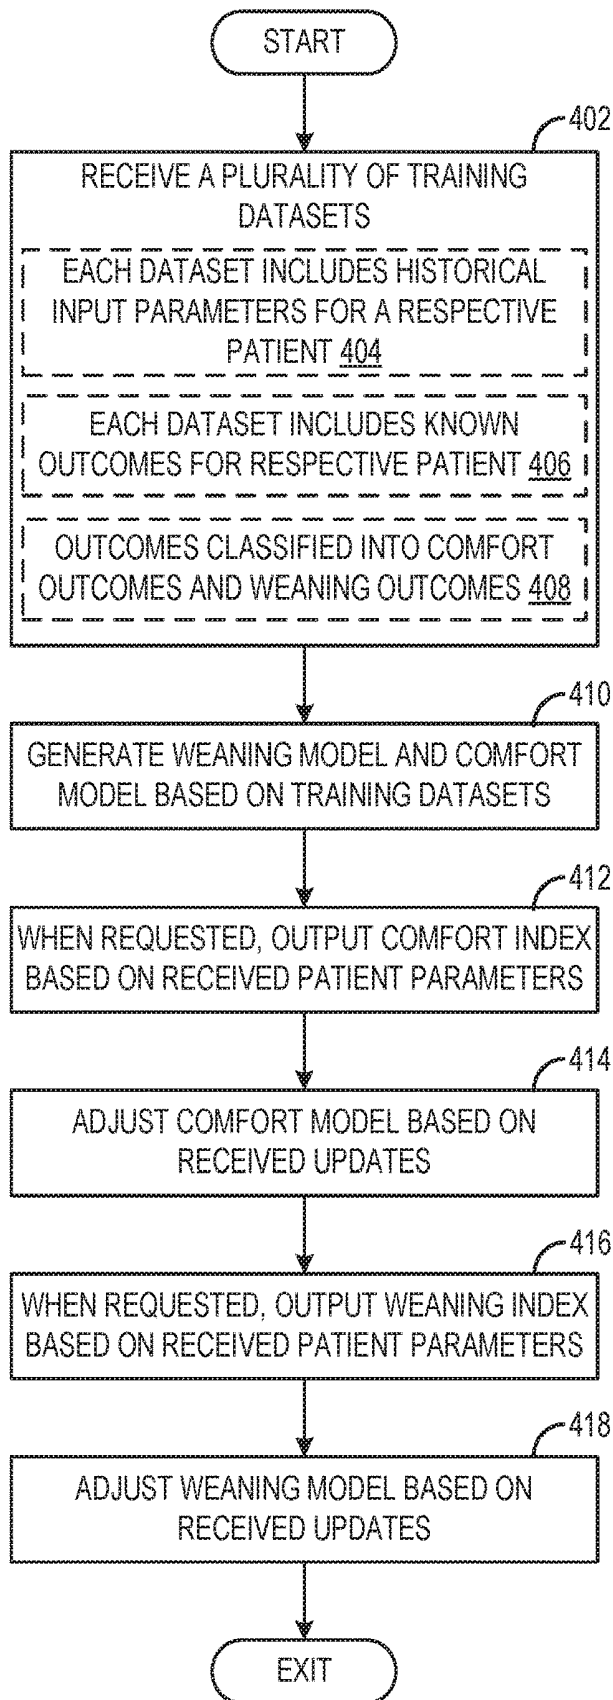 START
402
RECEIVE A PLURALITY OF TRAINING
DATASETS
EACH DATASET INCLUDES HISTORICAL
INPUT PARAMETERS FOR A RESPECTIVE
PATIENT 404
EACH DATASET INCLUDES KNOWN
OUTCOMES FOR RESPECTIVE PATIENT 406
OUTCOMES CLASSIFIED INTO COMFORT
OUTCOMES AND WEANING OUTCOMES 408
410
GENERATE WEANING MODEL AND COMFORT
MODEL BASED ON TRAINING DATASETS
412
WHEN REQUESTED, OUTPUT COMFORT INDEX
BASED ON RECEIVED PATIENT PARAMETERS
414
ADJUST COMFORT MODEL BASED ON
RECEIVED UPDATES
416
WHEN REQUESTED, OUTPUT WEANING INDEX
BASED ON RECEIVED PATIENT PARAMETERS
418
ADJUST WEANING MODEL BASED ON
RECEIVED UPDATES
EXIT